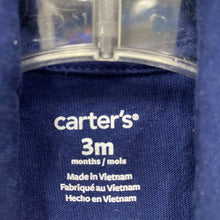 carter's®
3m
months / mois
Made in Vietnam
Fabriqué au Vietnam
Hecho en Vietnam